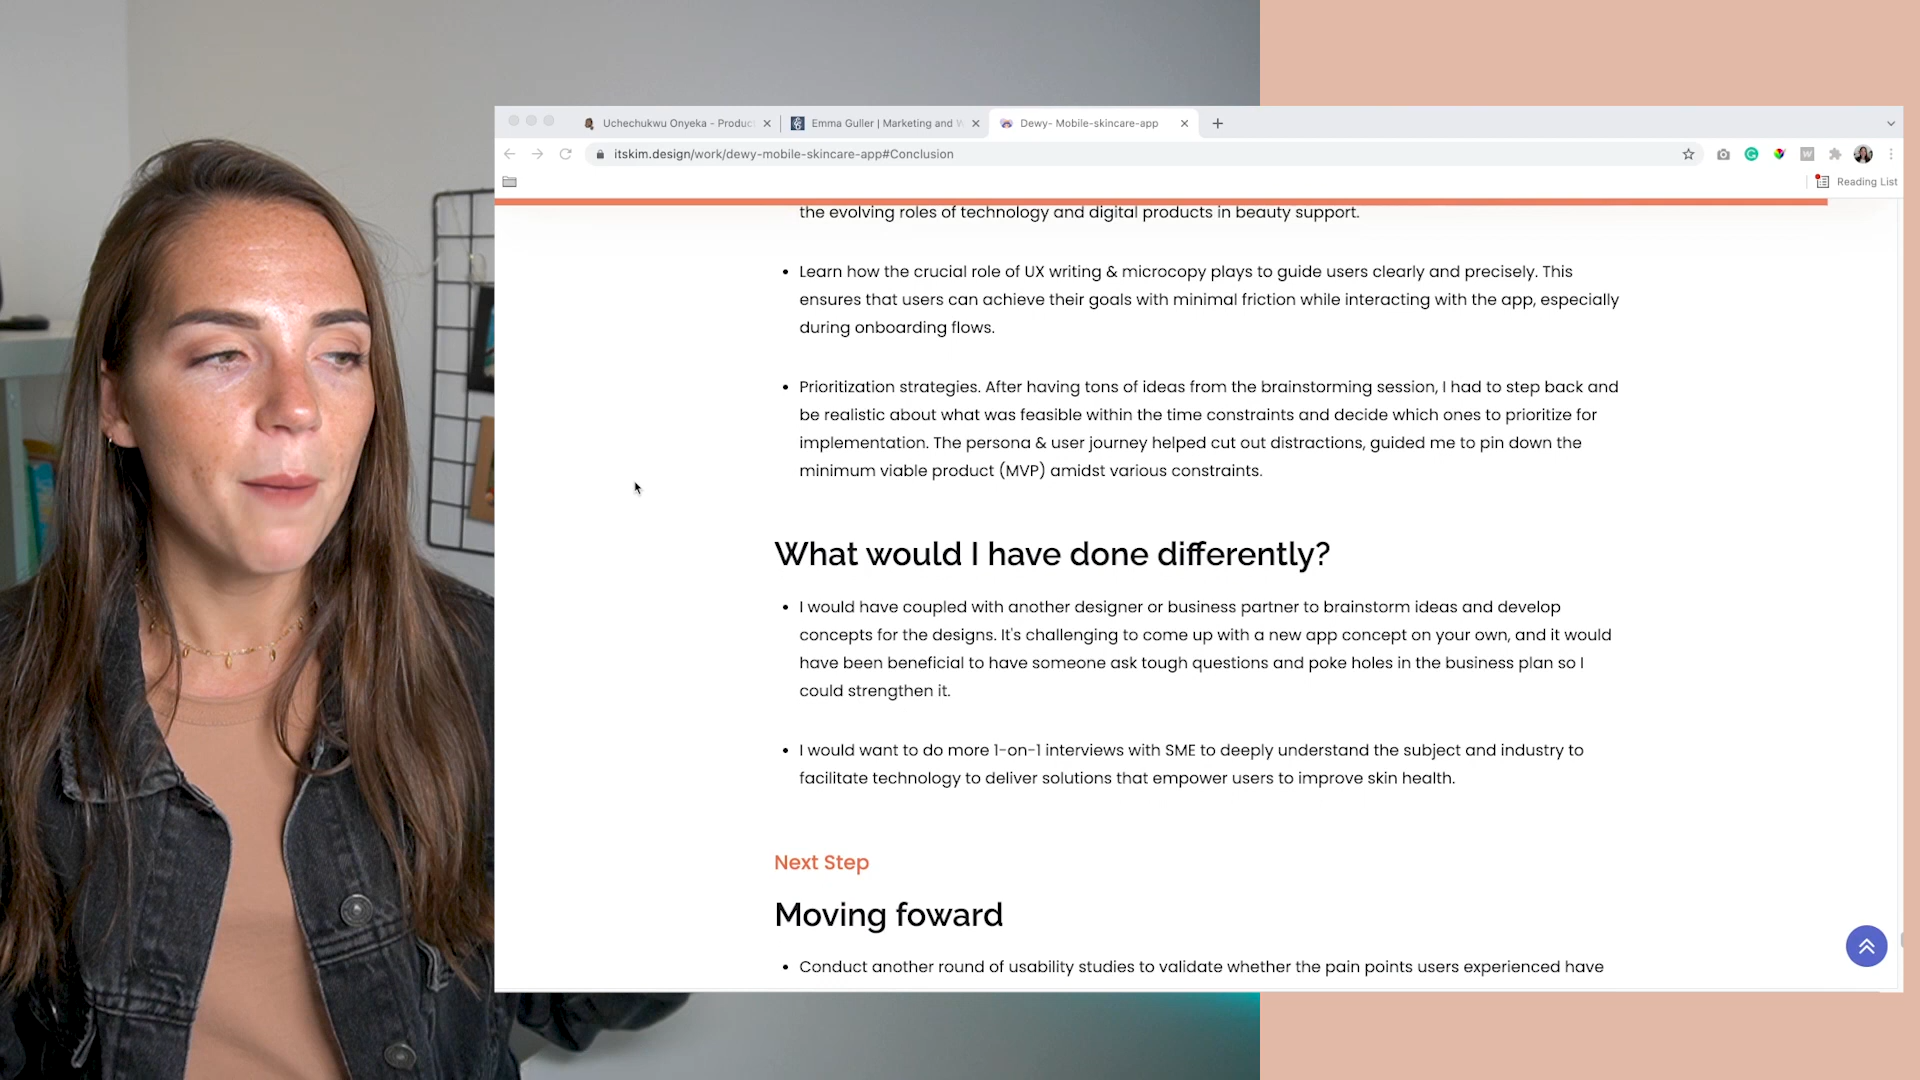 Uchechukwu Onyeka - Produc
Emma Guller | Marketing and
Dewy- Mobile-skincare-app
itskim.design/work/dewy-mobile-skincare-app#Conclusion
W
Reading List
the evolving roles of technology and digital products in beauty support.
• Learn how the crucial role of UX writing & microcopy plays to guide users clearly and precisely. This
ensures that users can achieve their goals with minimal friction while interacting with the app, especially
during onboarding flows.
• Prioritization strategies. After having tons of ideas from the brainstorming session, I had to step back and
be realistic about what was feasible within the time constraints and decide which ones to prioritize for
implementation. The persona & user journey helped cut out distractions, guided me to pin down the
minimum viable product (MVP) amidst various constraints.
What would I have done differently?
• I would have coupled with another designer or business partner to brainstorm ideas and develop
concepts for the designs. It's challenging to come up with a new app concept on your own, and it would
have been beneficial to have someone ask tough questions and poke holes in the business plan so I
could strengthen it.
• I would want to do more 1-on-1 interviews with SME to deeply understand the subject and industry to
facilitate technology to deliver solutions that empower users to improve skin health.
Next Step
Moving foward
• Conduct another round of usability studies to validate whether the pain points users experienced have